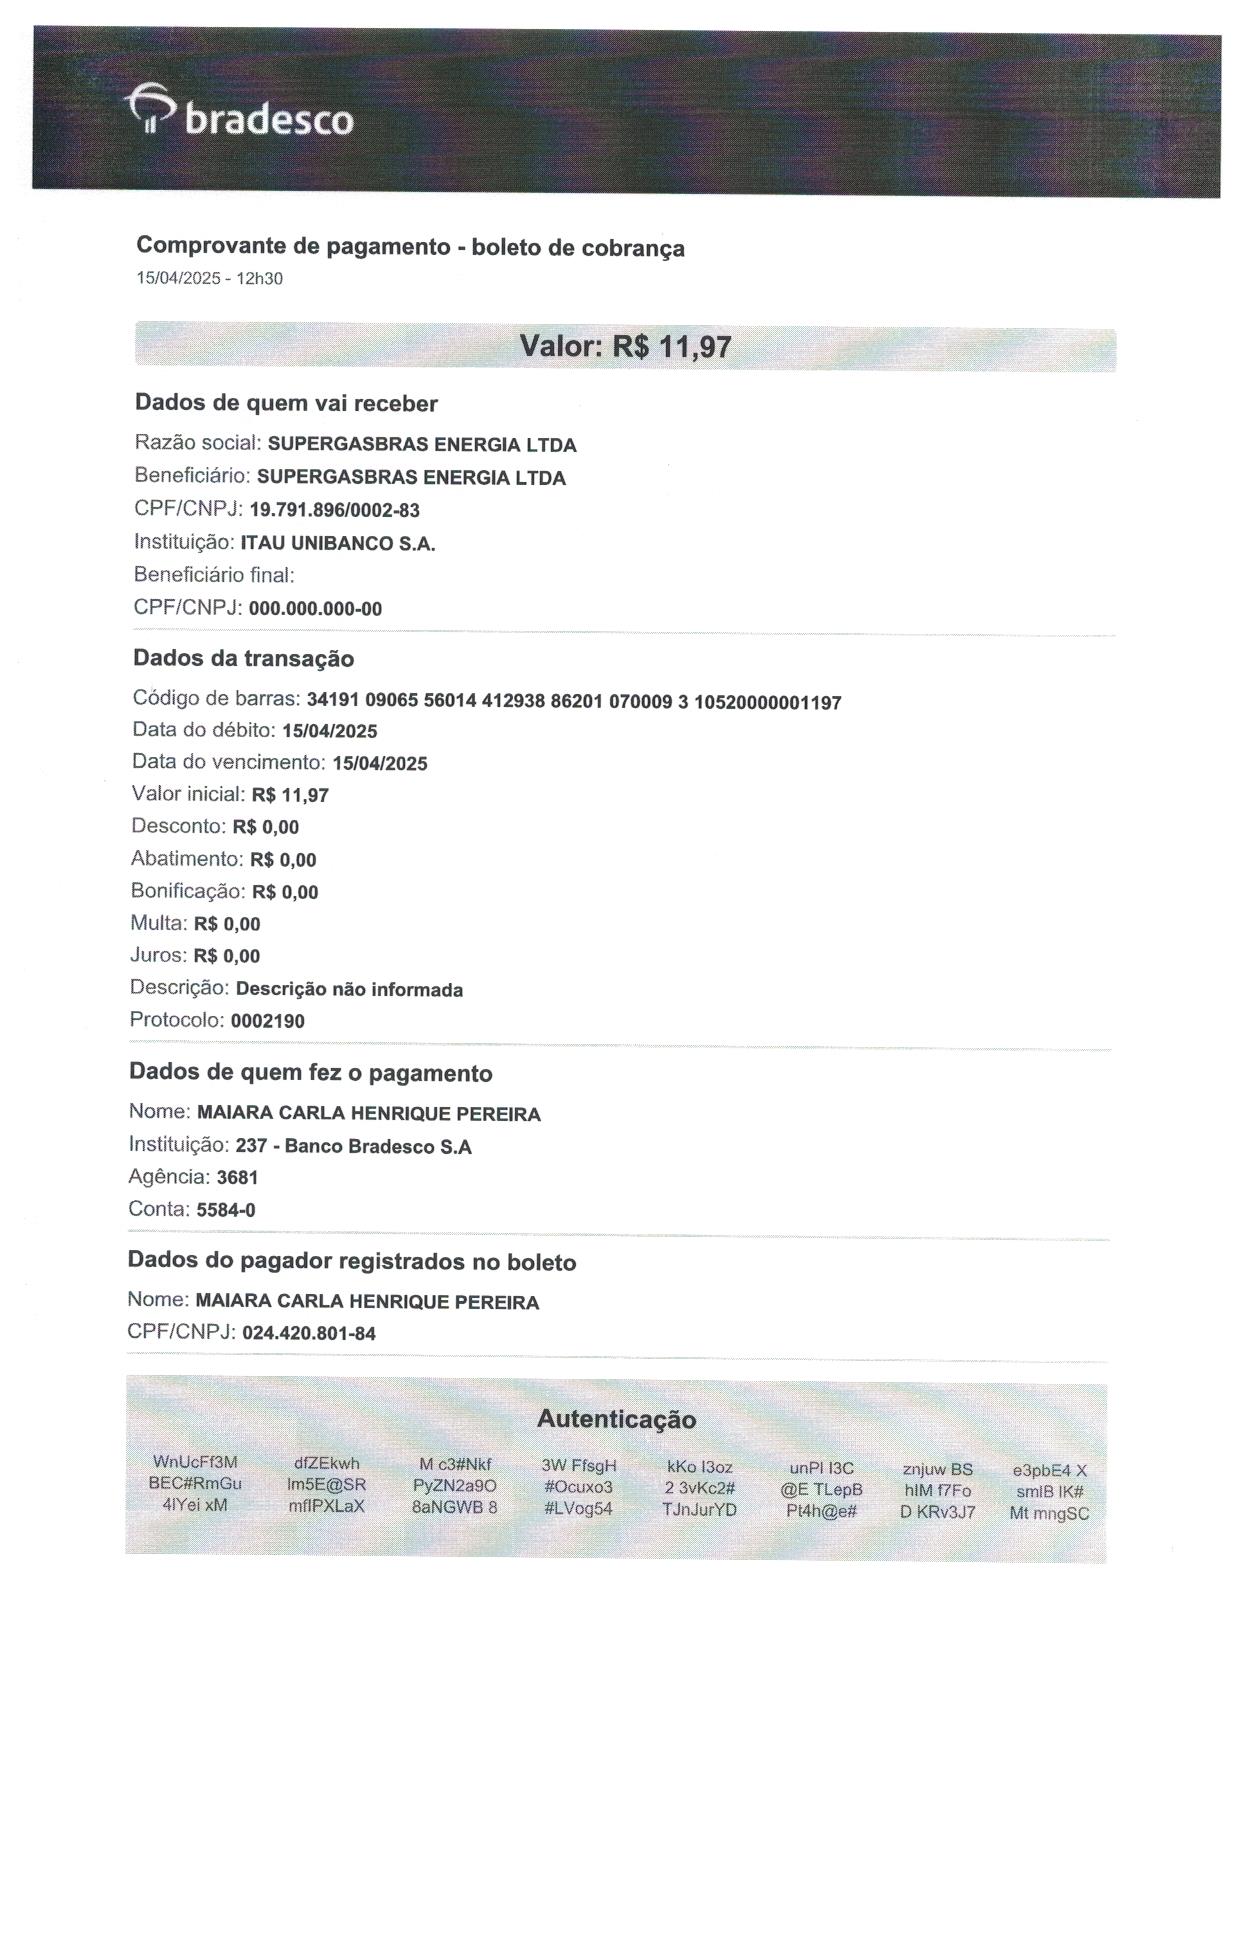 bradesco
Comprovante de pagamento - boleto de cobrança
15/04/2025 - 12h30
Valor: R$ 11,97
Dados de quem vai receber
Razão social: SUPERGASBRAS ENERGIA LTDA
Beneficiário: SUPERGASBRAS ENERGIA LTDA
CPF/CNPJ: 19.791.896/0002-83
Instituição: ITAU UNIBANCO S.A.
Beneficiário final:
CPF/CNPJ: 000.000.000-00
Dados da transação
Código de barras: 34191 09065 56014 412938 86201 070009 3 10520000001197
Data do débito: 15/04/2025
Data do vencimento: 15/04/2025
Valor inicial: R$ 11,97
Desconto: R$ 0,00
Abatimento: R$ 0,00
Bonificação: R$ 0,00
Multa: R$ 0,00
Juros: R$ 0,00
Descrição: Descrição não informada
Protocolo: 0002190
Dados de quem fez o pagamento
Nome: MAIARA CARLA HENRIQUE PEREIRA
Instituição: 237 - Banco Bradesco S.A
Agência: 3681
Conta: 5584-0
Dados do pagador registrados no boleto
Nome: MAIARA CARLA HENRIQUE PEREIRA
CPF/CNPJ: 024.420.801-84
Autenticação
WnUcFf3M dfZEkwh M c3#Nkf 3W FfsgH kKo I3oz unPI I3C znjuw BS e3pbE4 X
BEC#RmGu Im5E@SR PyZN2a9O #Ocuxo3 2 3vKc2# @E TLepB hIM f7Fo smIB IK#
4IYei xM mfIPXLaX 8aNGWB 8 #LVog54 TJnJurYD Pt4h@e# D KRv3J7 Mt mngSC